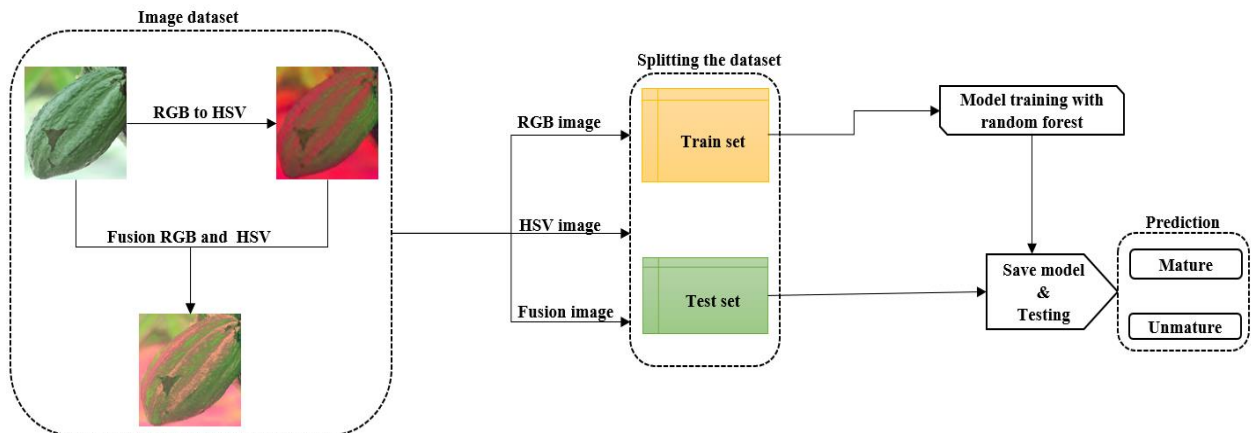 Image dataset
RGB to HSV
Fusion RGB and HSV
RGB image
HSV image
Fusion image
Splitting the dataset
Train set
Test set
Model training with
random forest
Save model
&
Testing
Prediction
Mature
Unmature